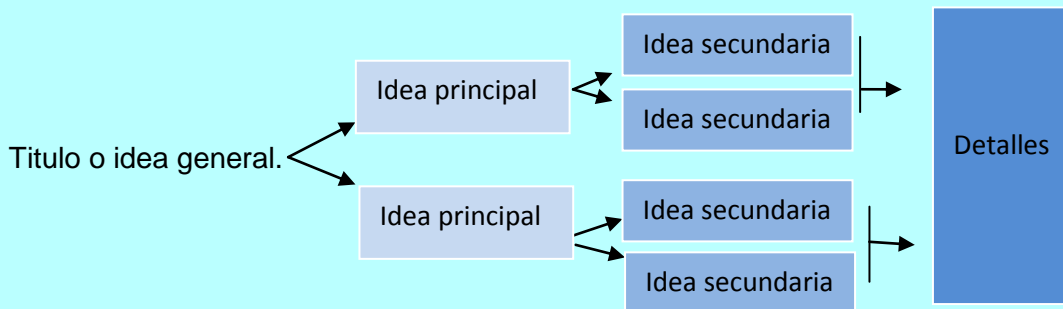 Idea secundaria
Idea principal
Idea secundaria
Titulo o idea general.
Detalles
Idea principal
Idea secundaria
Idea secundaria